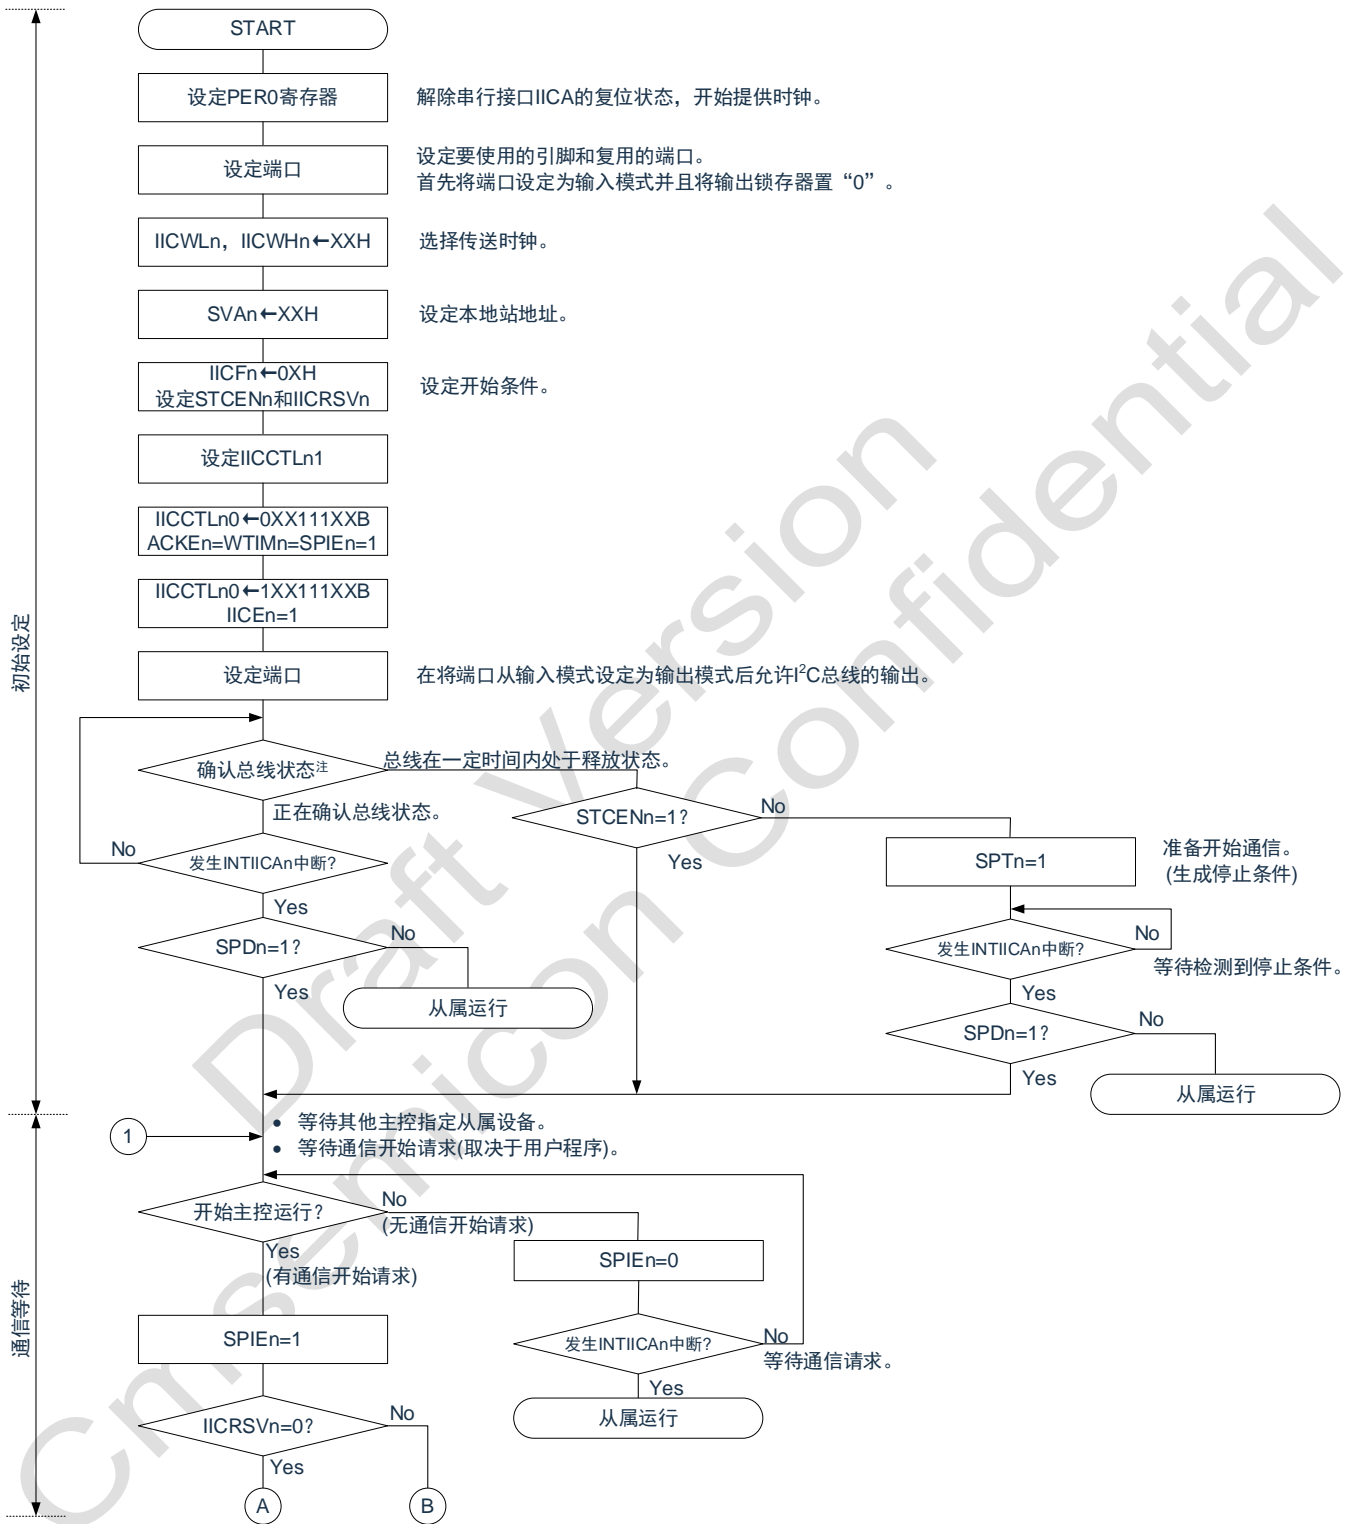 START
设定PER0寄存器
解除串行接口IICA的复位状态，开始提供时钟。
设定端口
设定要使用的引脚和复用的端口。
首先将端口设定为输入模式并且将输出锁存器置“0”。
IICWLn，IICWHn←XXH
选择传送时钟。
SVAn←XXH
设定本地站地址。
IICFn←0XH
设定STCENn和IICRSVn
设定开始条件。
设定IICCTLn1
IICCTLn0←0XX111XXB
ACKEn=WTIMn=SPIEn=1
IICCTLn0←1XX111XXB
IICEn=1
设定端口
在将端口从输入模式设定为输出模式后允许I²C总线的输出。
初始设定
确认总线状态注
总线在一定时间内处于释放状态。
正在确认总线状态。
STCENn=1?
No
Yes
No
发生INTIICAn中断?
Yes
SPTn=1
准备开始通信。
(生成停止条件)
SPDn=1?
No
Yes
从属运行
发生INTIICAn中断?
No
等待检测到停止条件。
Yes
SPDn=1?
No
Yes
从属运行
1
• 等待其他主控指定从属设备。
• 等待通信开始请求(取决于用户程序)。
通信等待
开始主控运行?
No
(无通信开始请求)
Yes
(有通信开始请求)
SPIEn=0
SPIEn=1
发生INTIICAn中断?
No
等待通信请求。
Yes
从属运行
IICRSVn=0?
No
Yes
A
B
Draft Version
Cmsemicon Confidential